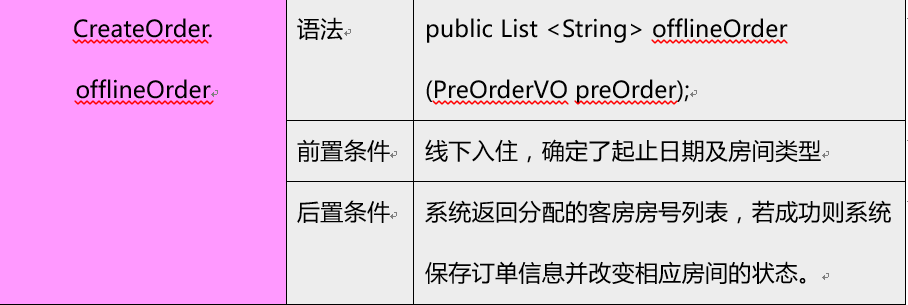 CreateOrder.
offlineOrder
语法
public List <String> offlineOrder
(PreOrderVO preOrder);
前置条件
线下入住，确定了起止日期及房间类型
后置条件
系统返回分配的客房房号列表，若成功则系统
保存订单信息并改变相应房间的状态。